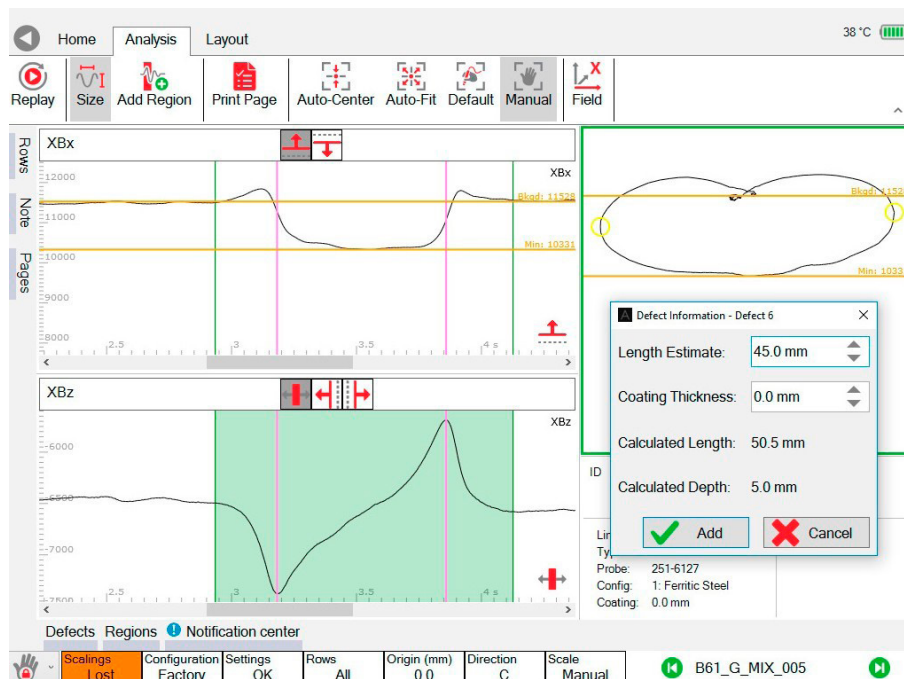 Home Analysis Layout 38 °C
Replay Size Add Region Print Page Auto-Center Auto-Fit Default Manual Field
Rows
Note
Pages
XBx
XBx
12000
11000
10000
9000
8000
Bkgd: 11528
Min: 10331
2.5 3 3.5 4 s
XBz
XBz
-6000
-6500
-7000
-7500
2.5 3 3.5 4 s
Bkgd: 1152
Min: 1033
Defect Information - Defect 6
Length Estimate: 45.0 mm
Coating Thickness: 0.0 mm
Calculated Length: 50.5 mm
Calculated Depth: 5.0 mm
Add Cancel
ID
Probe: 251-6127
Config: 1: Ferritic Steel
Coating: 0.0 mm
Defects Regions Notification center
Scalings Configuration Settings Rows Origin (mm) Direction Scale
Lost Factory OK All 0.0 C Manual
B61_G_MIX_005